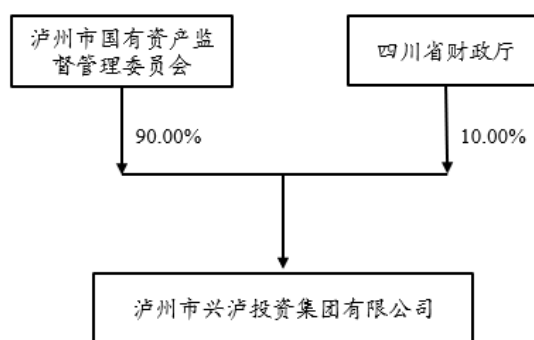 泸州市国有资产监
督管理委员会
四川省财政厅
90.00%
10.00%
泸州市兴泸投资集团有限公司